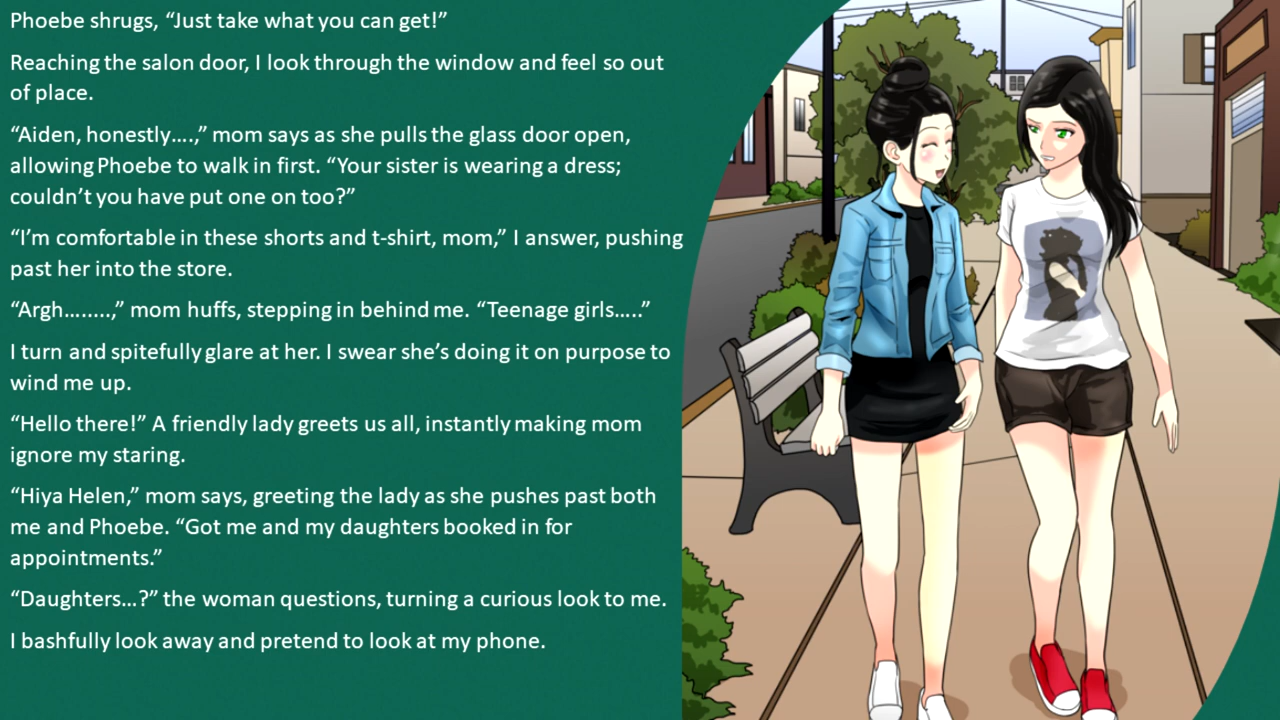 Phoebe shrugs, “Just take what you can get!”
Reaching the salon door, I look through the window and feel so out
of place.
“Aiden, honestly….,” mom says as she pulls the glass door open,
allowing Phoebe to walk in first. “Your sister is wearing a dress;
couldn’t you have put one on too?”
“I’m comfortable in these shorts and t-shirt, mom,” I answer, pushing
past her into the store.
“Argh……..,” mom huffs, stepping in behind me. “Teenage girls…..”
I turn and spitefully glare at her. I swear she’s doing it on purpose to
wind me up.
“Hello there!” A friendly lady greets us all, instantly making mom
ignore my staring.
“Hiya Helen,” mom says, greeting the lady as she pushes past both
me and Phoebe. “Got me and my daughters booked in for
appointments.”
“Daughters…?” the woman questions, turning a curious look to me.
I bashfully look away and pretend to look at my phone.